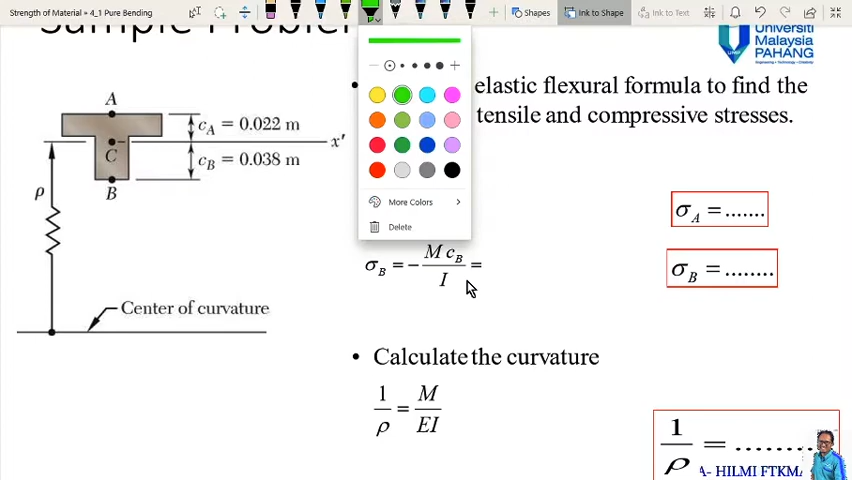 Strength of Material » 4_1 Pure Bending
Shapes
Ink to Shape
Ink to Text
Sample Problem
Universiti
Malaysia
PAHANG
elastic flexural formula to find the
tensile and compressive stresses.
A
c_A = 0.022 m
C
x'
c_B = 0.038 m
B
ρ
Center of curvature
More Colors
Delete
σ_A = .......
σ_B = − M c_B / I =
σ_B = ........
• Calculate the curvature
1/ρ = M/EI
1/ρ = ..........
A- HILMI FTKMA